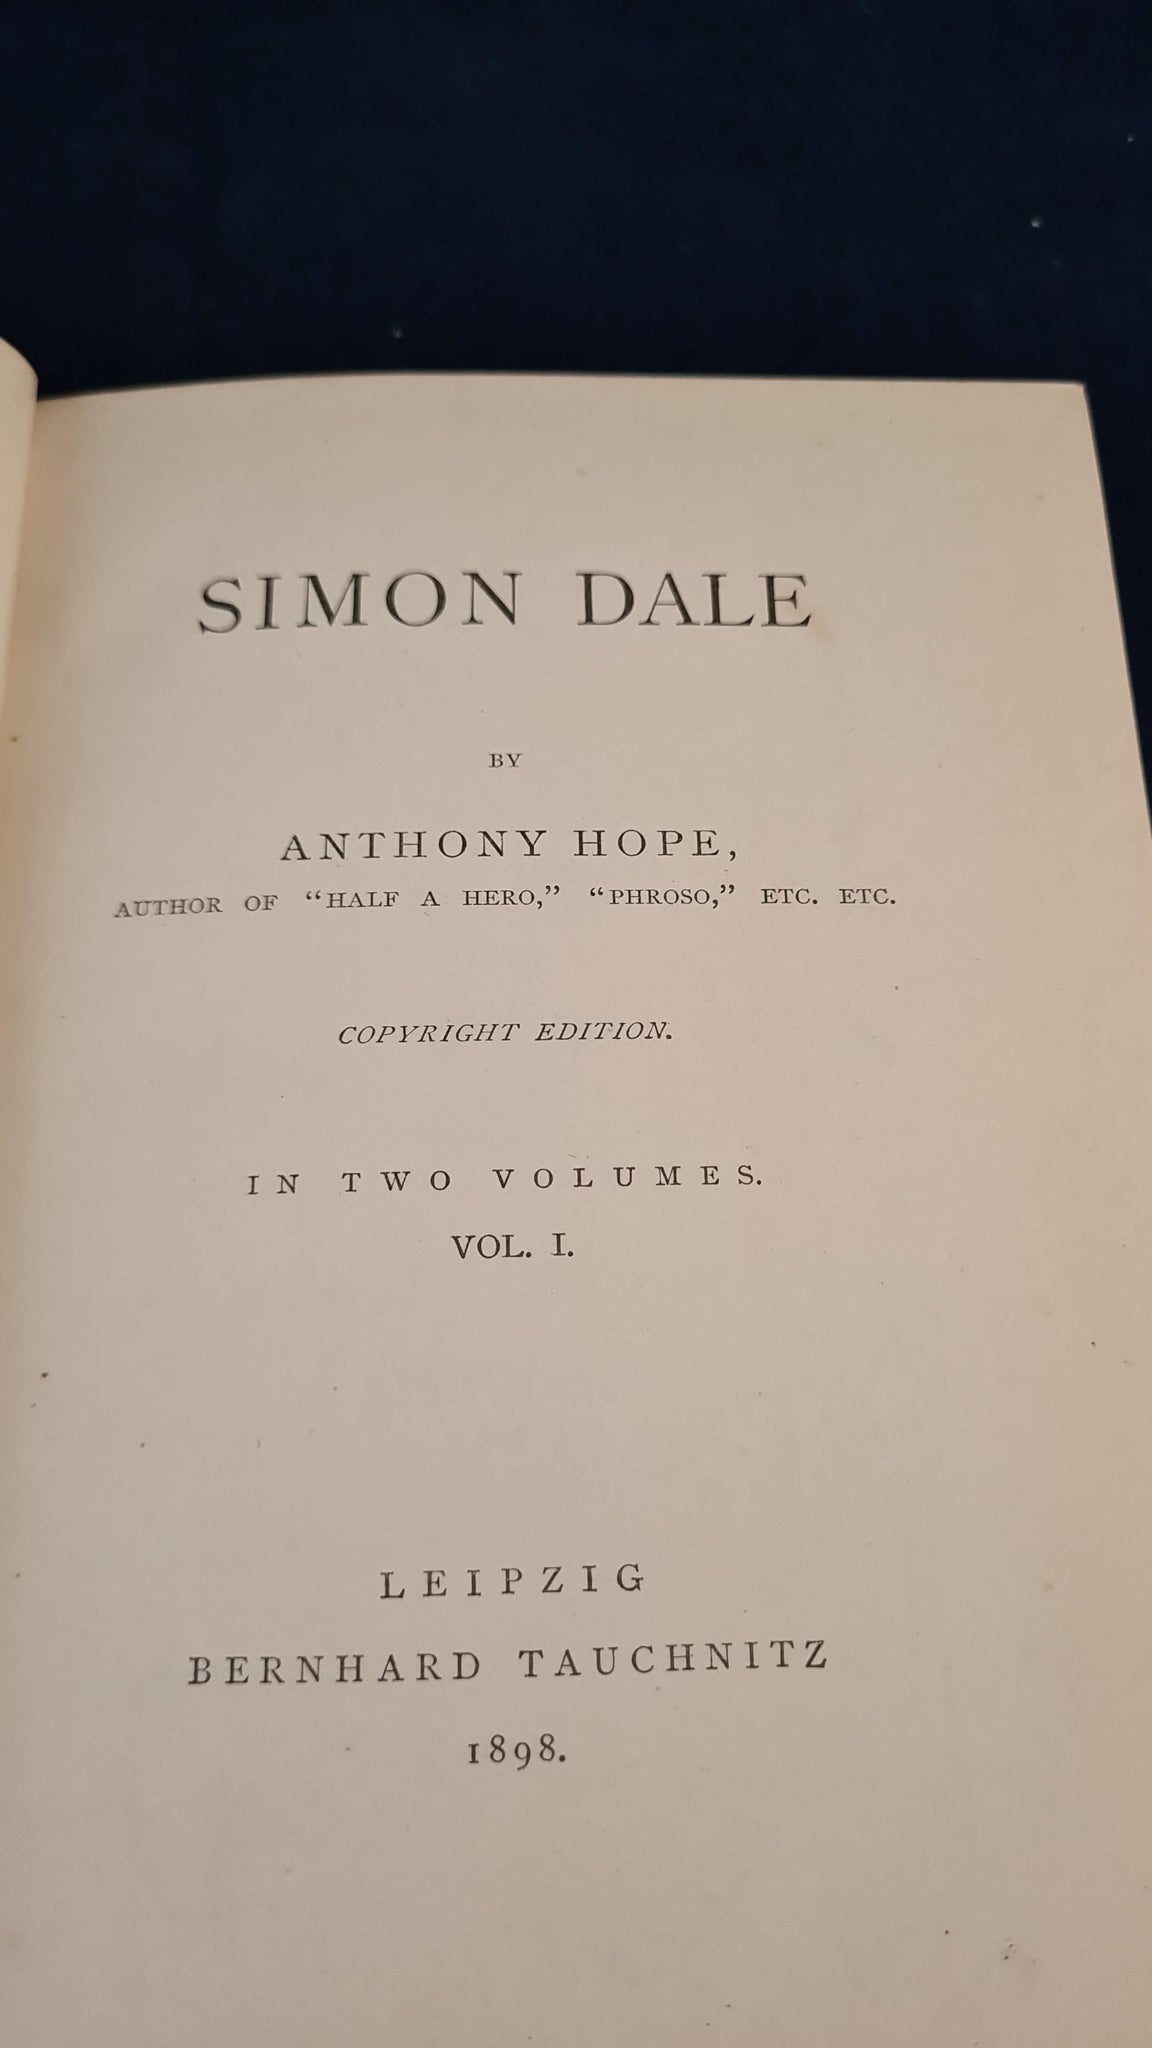 SIMON DALE
BY
ANTHONY HOPE,
AUTHOR OF “HALF A HERO,” “PHROSO,” ETC. ETC.
COPYRIGHT EDITION.
IN TWO VOLUMES.
VOL. I.
LEIPZIG
BERNHARD TAUCHNITZ
1898.